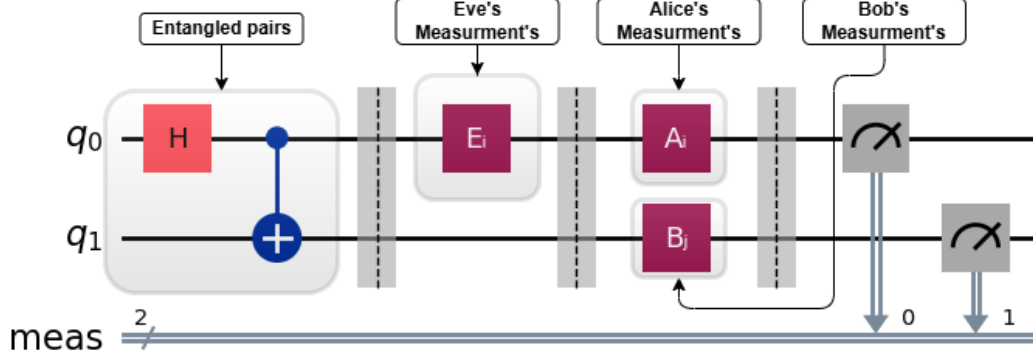 Entangled pairs
Eve's
Measurment's
Alice's
Measurment's
Bob's
Measurment's
q0
H
Ei
Ai
q1
Bj
meas
2
0
1